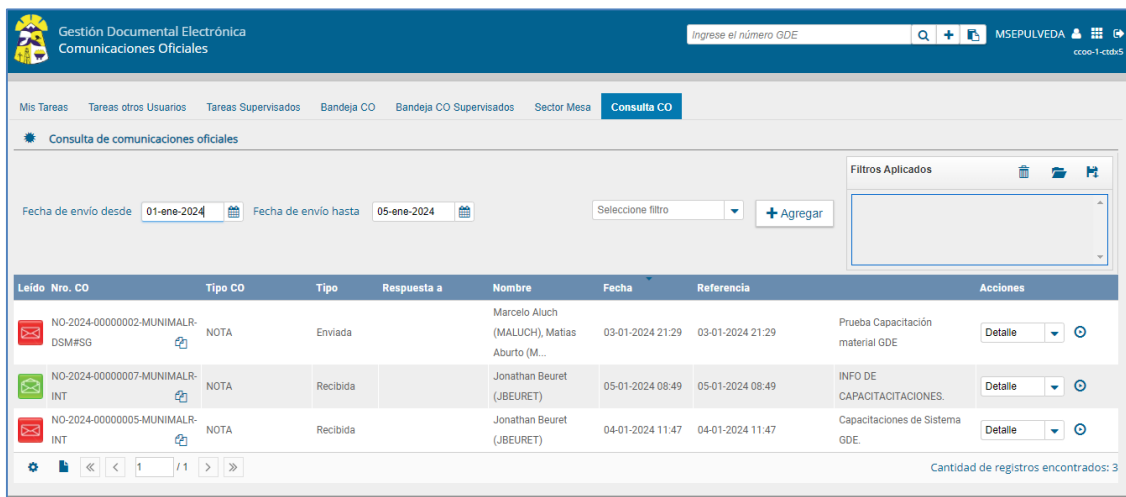 Gestión Documental Electrónica
Comunicaciones Oficiales
Ingrese el número GDE
MSEPULVEDA
ccoo-1-ctdx5
Mis Tareas Tareas otros Usuarios Tareas Supervisados Bandeja CO Bandeja CO Supervisados Sector Mesa Consulta CO
Consulta de comunicaciones oficiales
Filtros Aplicados
Fecha de envío desde 01-ene-2024 Fecha de envío hasta 05-ene-2024 Seleccione filtro + Agregar
Leído Nro. CO Tipo CO Tipo Respuesta a Nombre Fecha Referencia Acciones
NO-2024-00000002-MUNIMALR-
DSM#SG
NOTA Enviada
Marcelo Aluch
(MALUCH), Matias
Aburto (M...
03-01-2024 21:29 03-01-2024 21:29
Prueba Capacitación
material GDE
Detalle
NO-2024-00000007-MUNIMALR-
INT
NOTA Recibida
Jonathan Beuret
(JBEURET)
05-01-2024 08:49 05-01-2024 08:49
INFO DE
CAPACITACITACIONES.
Detalle
NO-2024-00000005-MUNIMALR-
INT
NOTA Recibida
Jonathan Beuret
(JBEURET)
04-01-2024 11:47 04-01-2024 11:47
Capacitaciones de Sistema
GDE.
Detalle
1 / 1
Cantidad de registros encontrados: 3